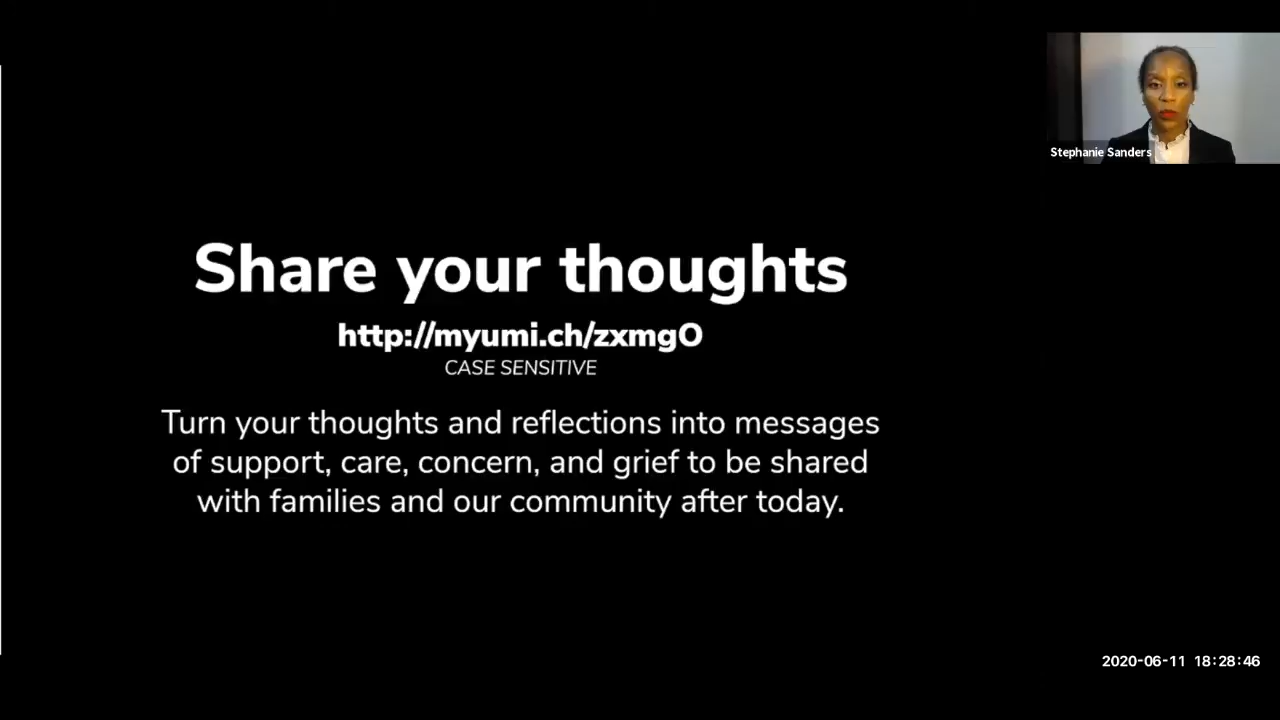 Stephanie Sanders
Share your thoughts
http://myumi.ch/zxmgO
CASE SENSITIVE
Turn your thoughts and reflections into messages
of support, care, concern, and grief to be shared
with families and our community after today.
2020-06-11 18:28:46